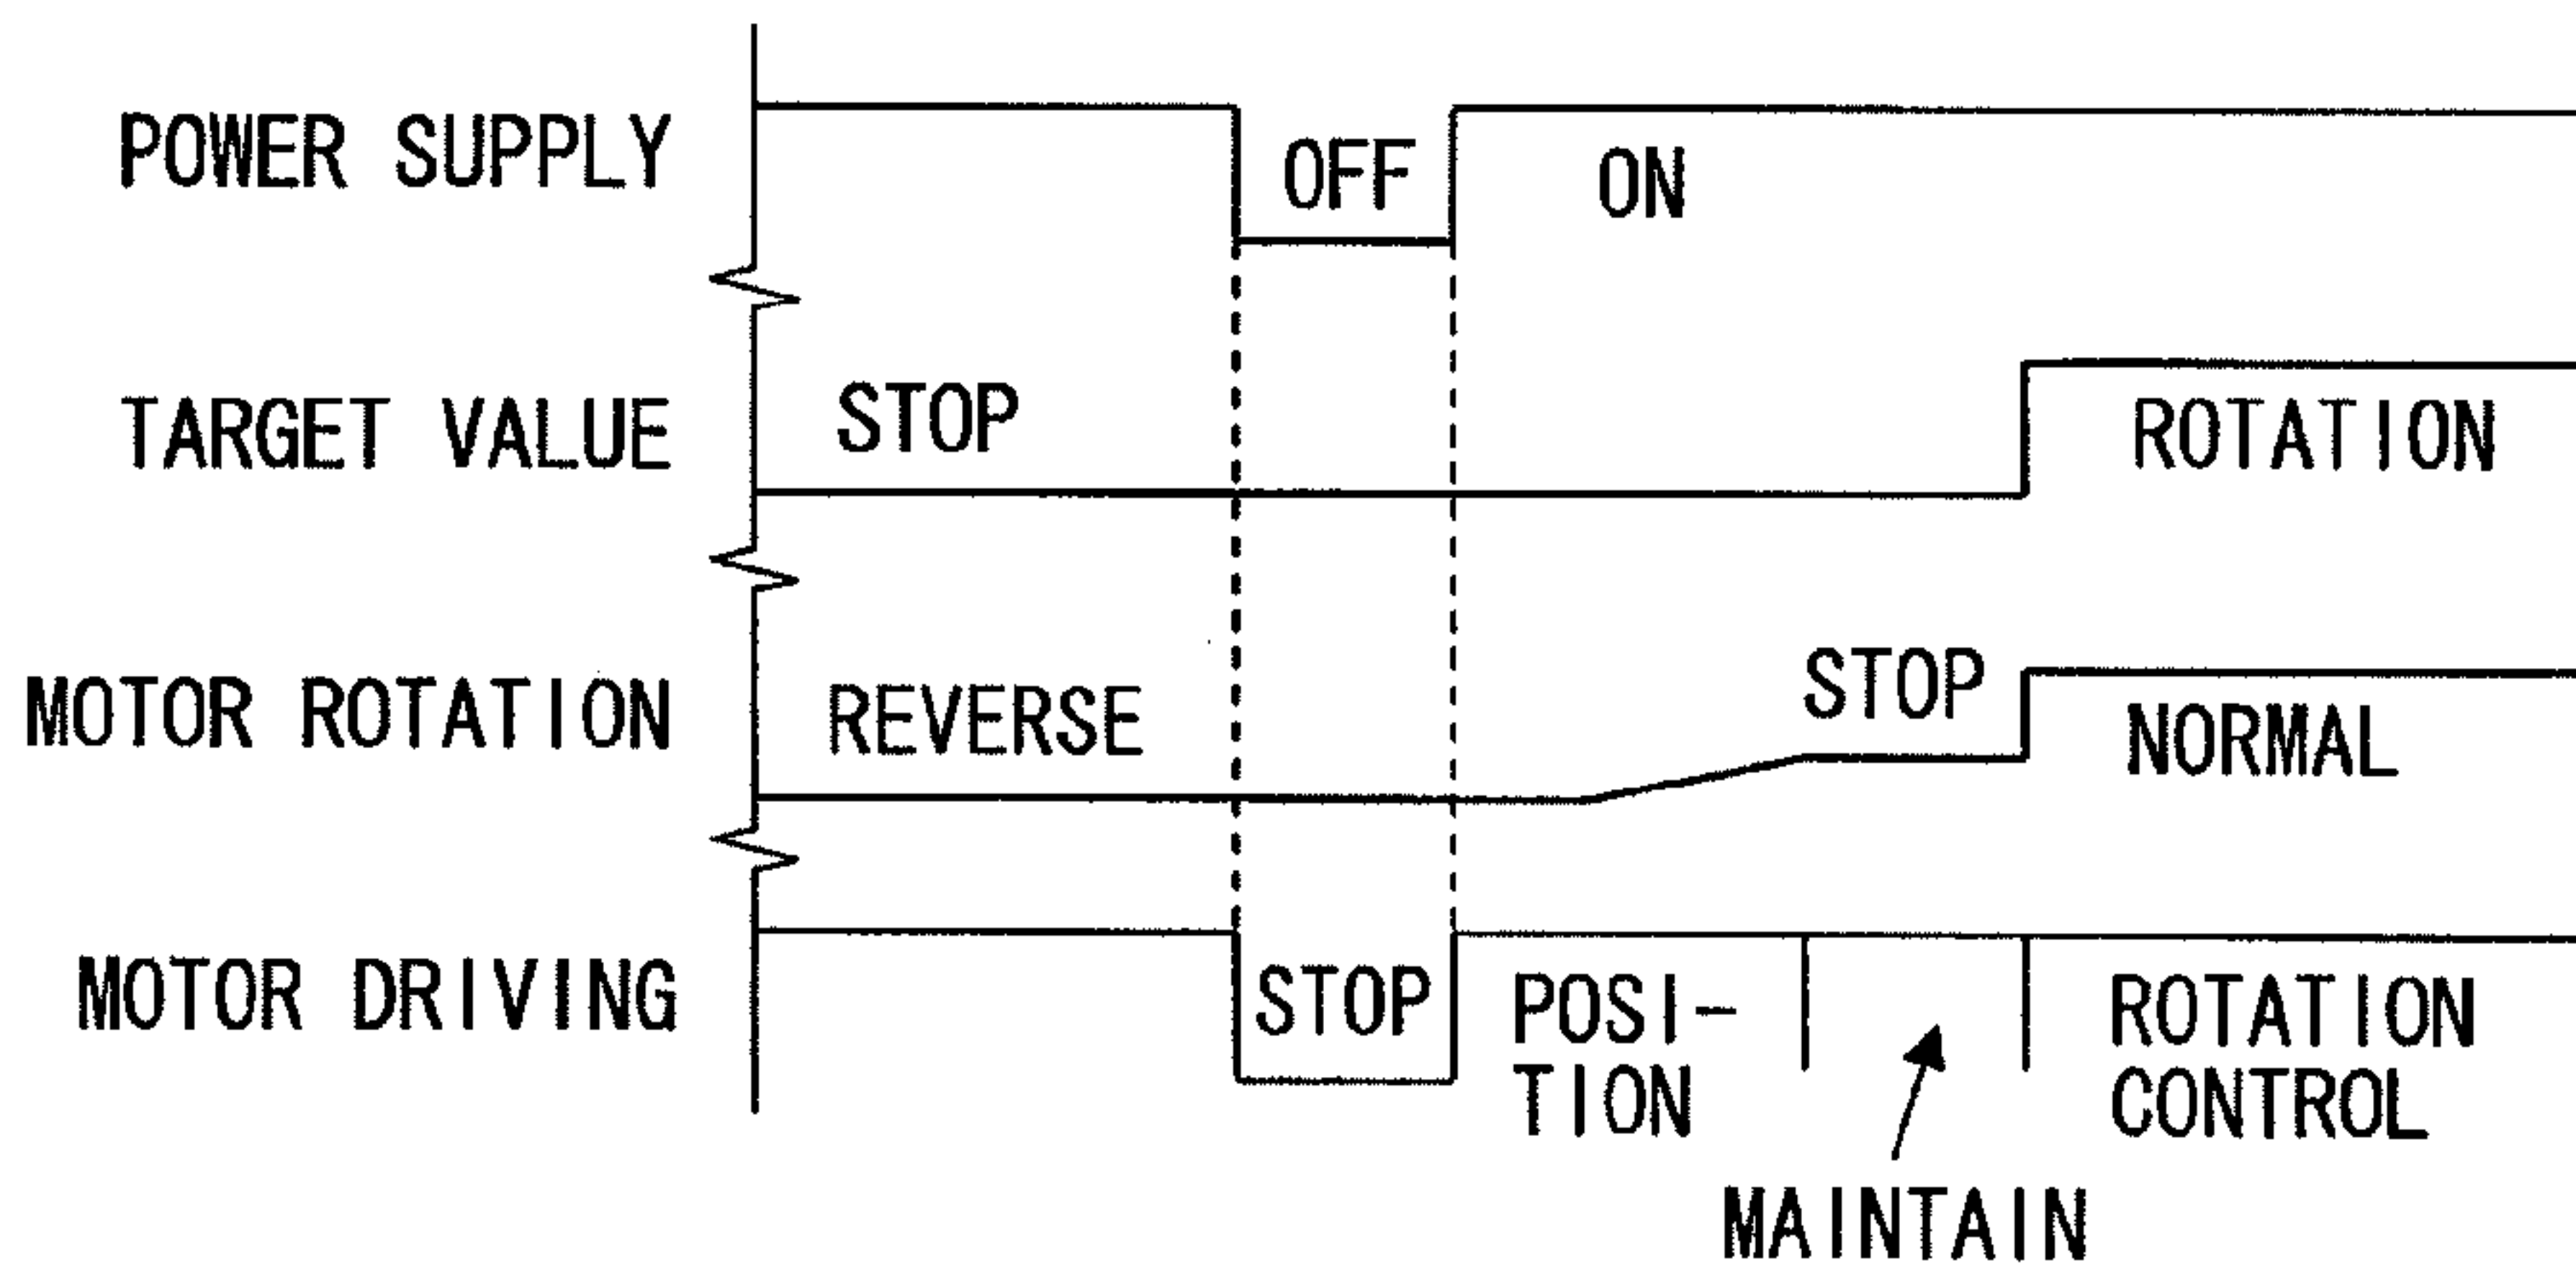 POWER SUPPLY
OFF
ON
TARGET VALUE
STOP
ROTATION
MOTOR ROTATION
REVERSE
STOP
NORMAL
MOTOR DRIVING
STOP
POSI-
TION
MAINTAIN
ROTATION
CONTROL